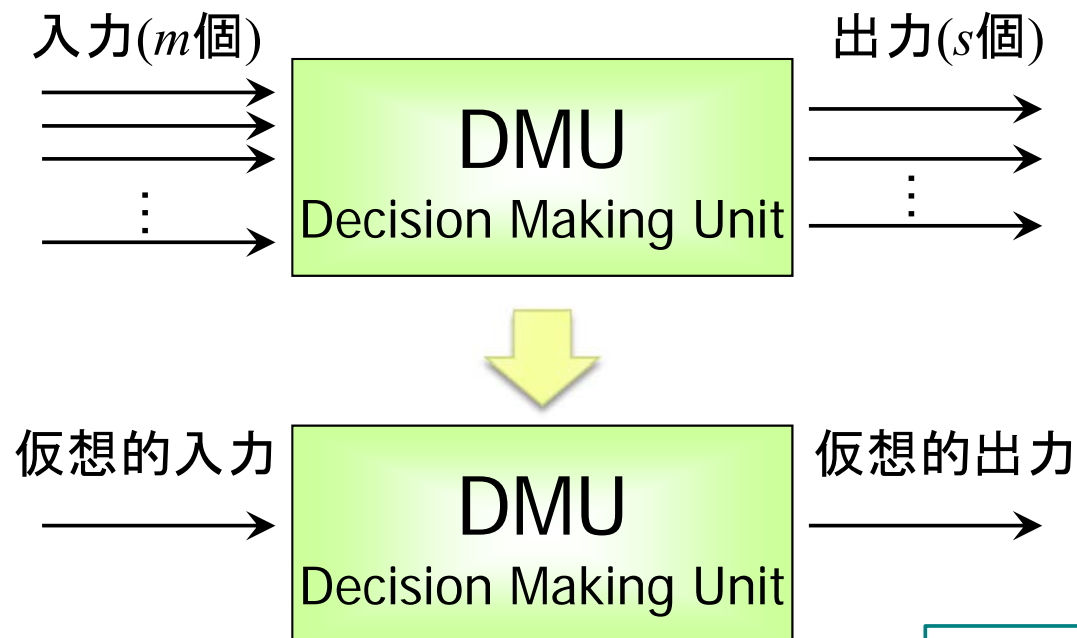 入力(m個)
出力(s個)
DMU
Decision Making Unit
⋮
⋮
仮想的入力
仮想的出力
DMU
Decision Making Unit